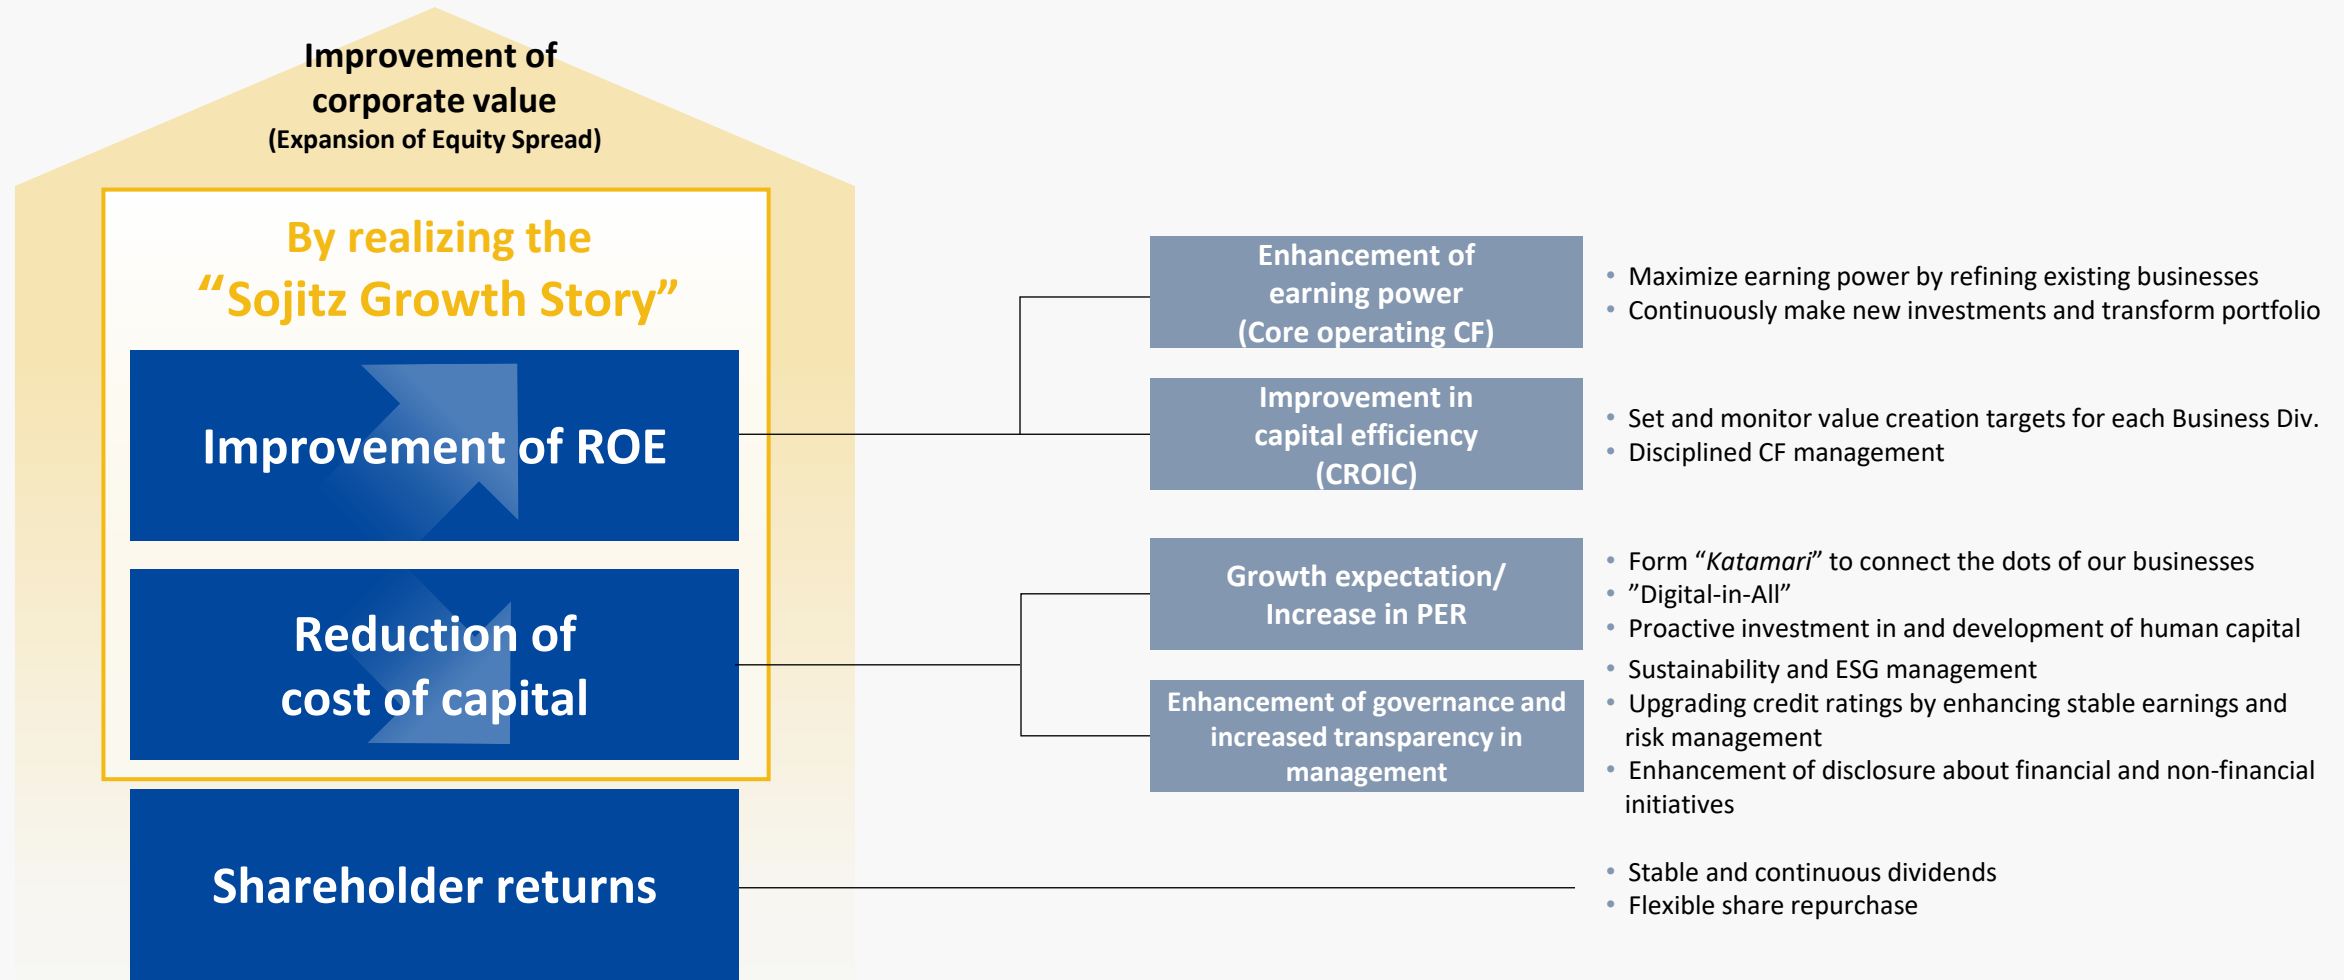 Improvement of
corporate value
(Expansion of Equity Spread)
By realizing the
“Sojitz Growth Story”
Improvement of ROE
Enhancement of
earning power
(Core operating CF)
• Maximize earning power by refining existing businesses
• Continuously make new investments and transform portfolio
Improvement in
capital efficiency
(CROIC)
• Set and monitor value creation targets for each Business Div.
• Disciplined CF management
Reduction of
cost of capital
Growth expectation/
Increase in PER
• Form “Katamari” to connect the dots of our businesses
• ”Digital-in-All”
• Proactive investment in and development of human capital
Enhancement of governance and
increased transparency in
management
• Sustainability and ESG management
• Upgrading credit ratings by enhancing stable earnings and
risk management
• Enhancement of disclosure about financial and non-financial
initiatives
Shareholder returns
• Stable and continuous dividends
• Flexible share repurchase